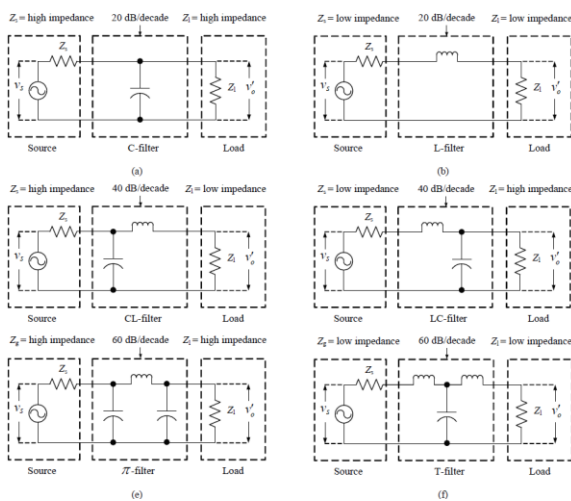 Zs = high impedance 20 dB/decade Zl = high impedance
Zs
vs
Zl v'o
Source C-filter Load
(a)
Zs = low impedance 20 dB/decade Zl = low impedance
Zs
vs
Zl v'o
Source L-filter Load
(b)
Zs = high impedance 40 dB/decade Zl = low impedance
Zs
vs
Zl v'o
Source CL-filter Load
Zs = low impedance 40 dB/decade Zl = high impedance
Zs
vs
Zl v'o
Source LC-filter Load
Zg = high impedance 60 dB/decade Zl = high impedance
Zs
vs
Zl v'o
Source π-filter Load
(e)
Zg = low impedance 60 dB/decade Zl = low impedance
Zs
vs
Zl v'o
Source T-filter Load
(f)